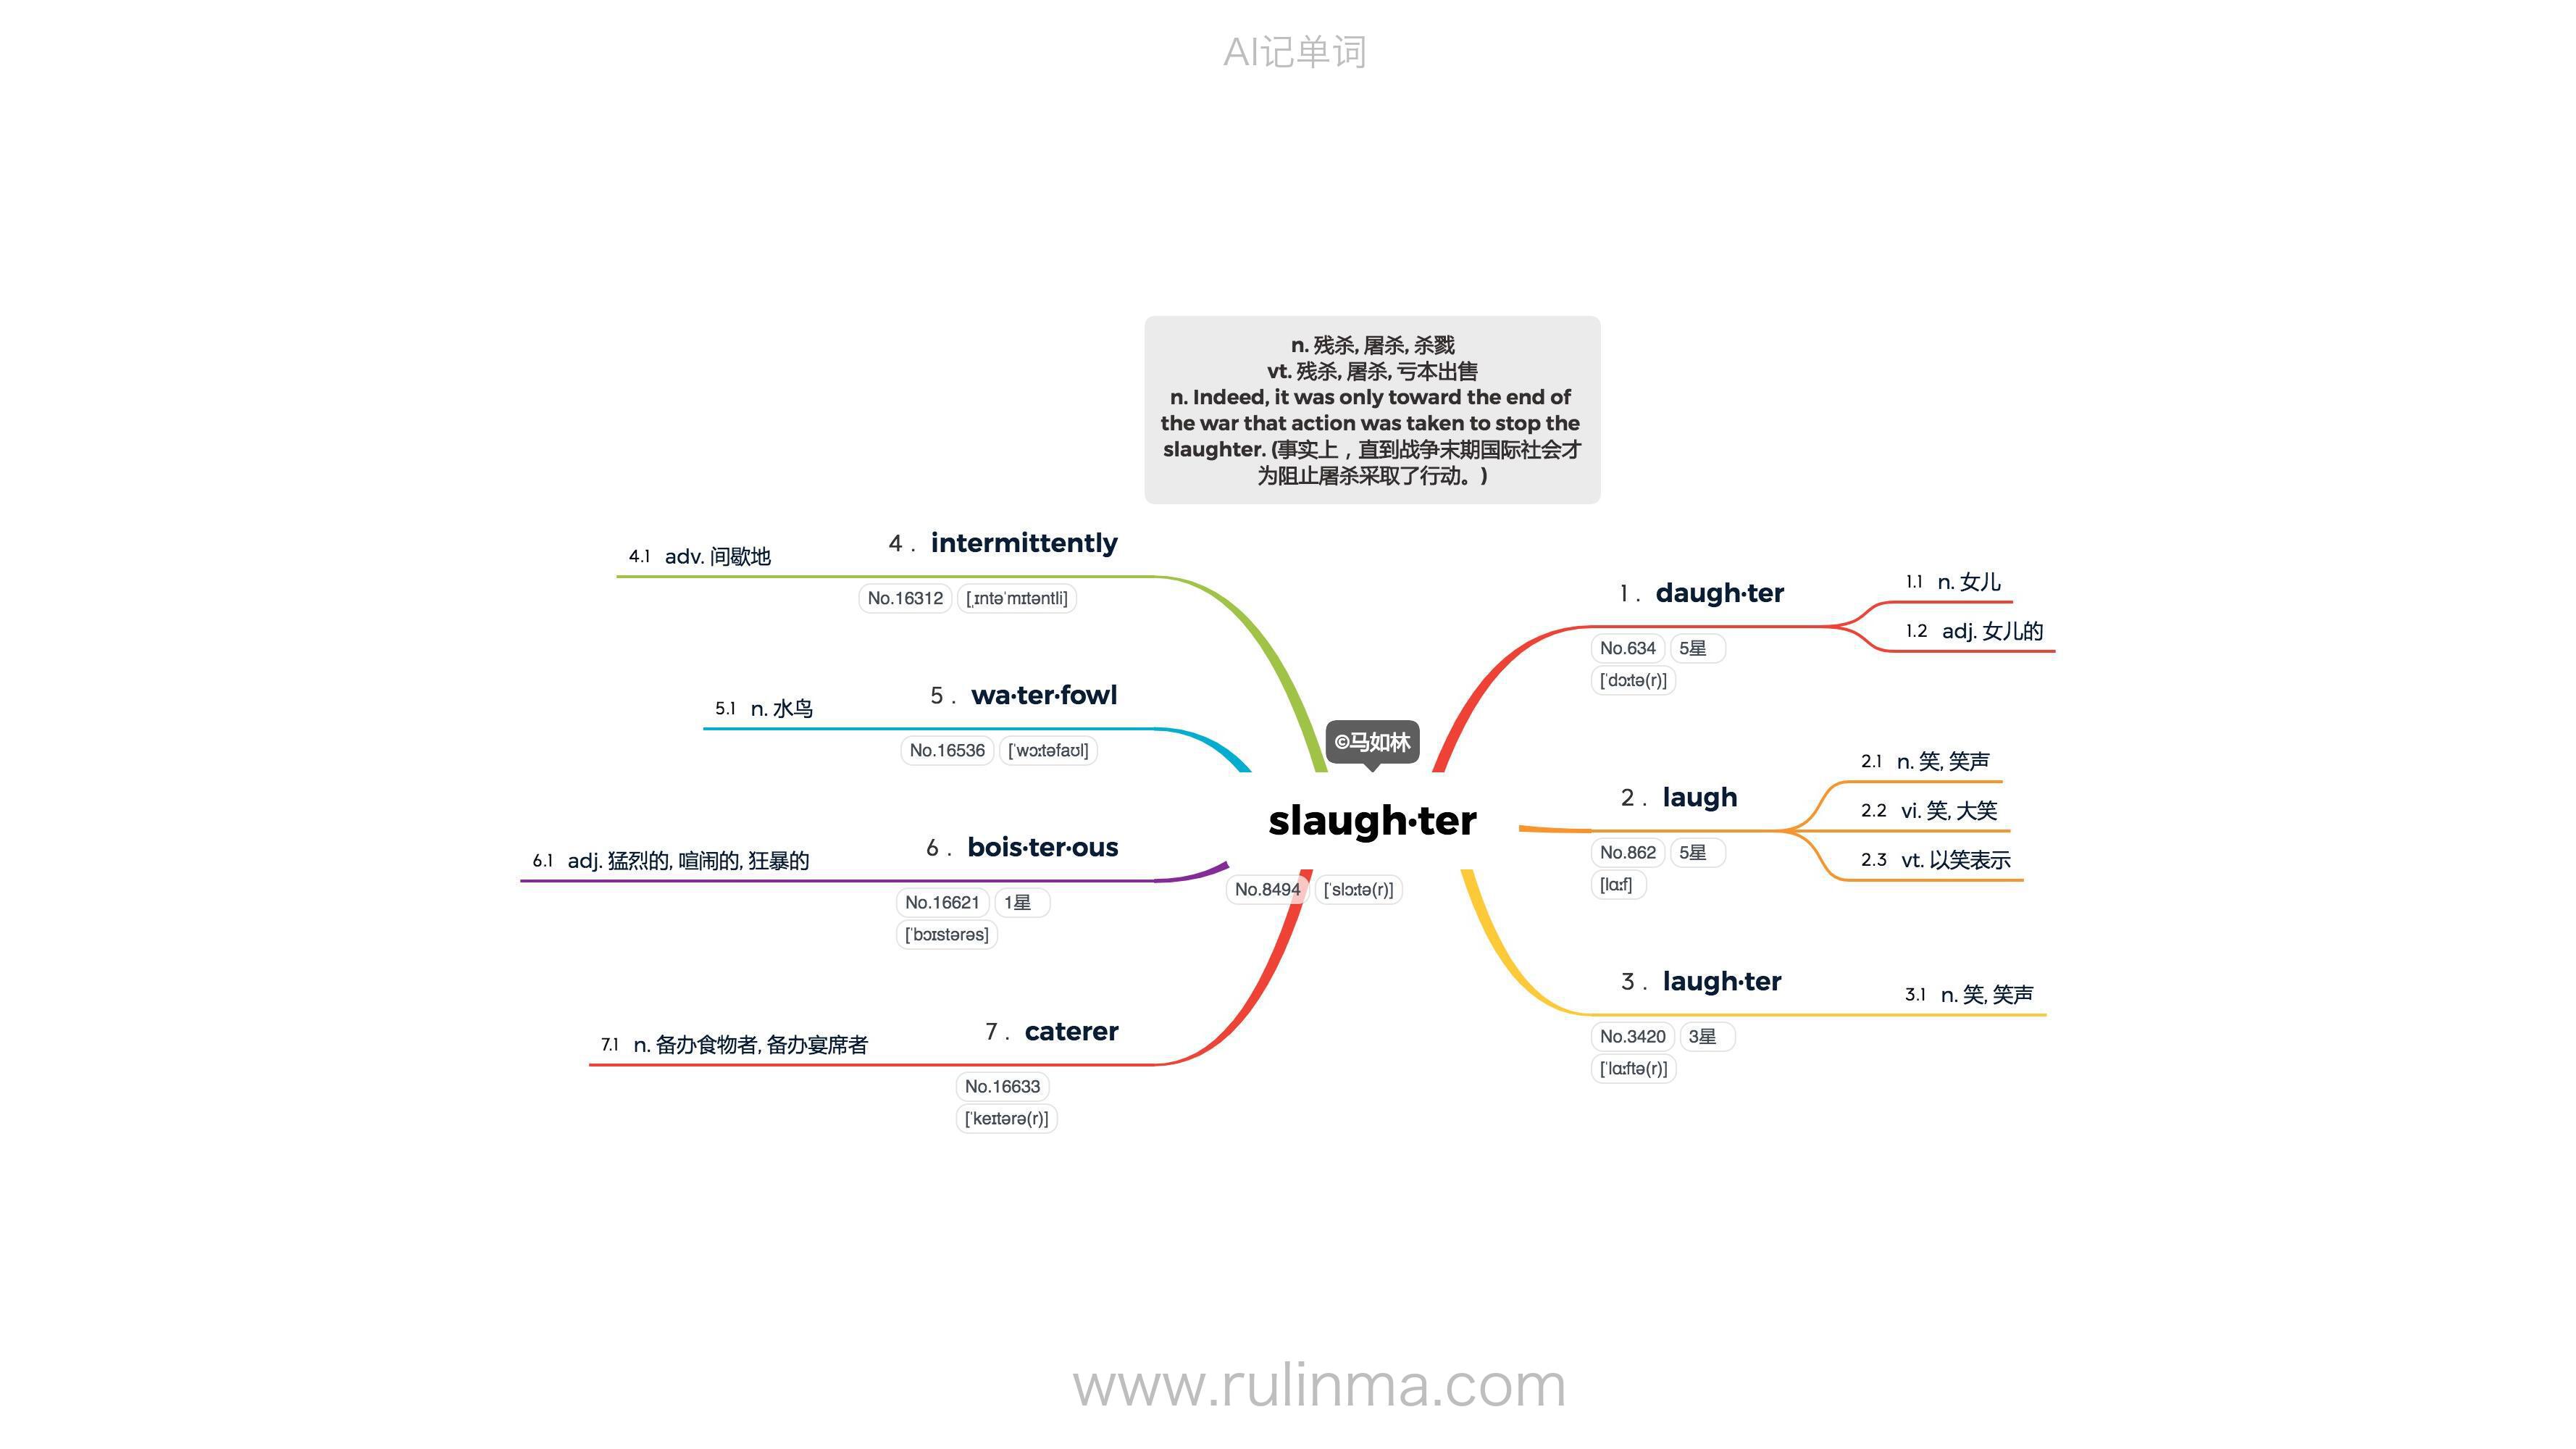 AI记单词
n. 残杀, 屠杀, 杀戮
vt. 残杀, 屠杀, 亏本出售
n. Indeed, it was only toward the end of
the war that action was taken to stop the
slaughter. (事实上，直到战争末期国际社会才
为阻止屠杀采取了行动。)
©马如林
slaugh·ter
No.8494 [ˈslɔːtə(r)]
1 . daugh·ter
No.634 5星
[ˈdɔːtə(r)]
1.1 n. 女儿
1.2 adj. 女儿的
2 . laugh
No.862 5星
[lɑːf]
2.1 n. 笑, 笑声
2.2 vi. 笑, 大笑
2.3 vt. 以笑表示
3 . laugh·ter
No.3420 3星
[ˈlɑːftə(r)]
3.1 n. 笑, 笑声
4 . intermittently
No.16312 [ˌɪntəˈmɪtəntli]
4.1 adv. 间歇地
5 . wa·ter·fowl
No.16536 [ˈwɔːtəfaʊl]
5.1 n. 水鸟
6 . bois·ter·ous
No.16621 1星
[ˈbɔɪstərəs]
6.1 adj. 猛烈的, 喧闹的, 狂暴的
7 . caterer
No.16633
[ˈkeɪtərə(r)]
7.1 n. 备办食物者, 备办宴席者
www.rulinma.com